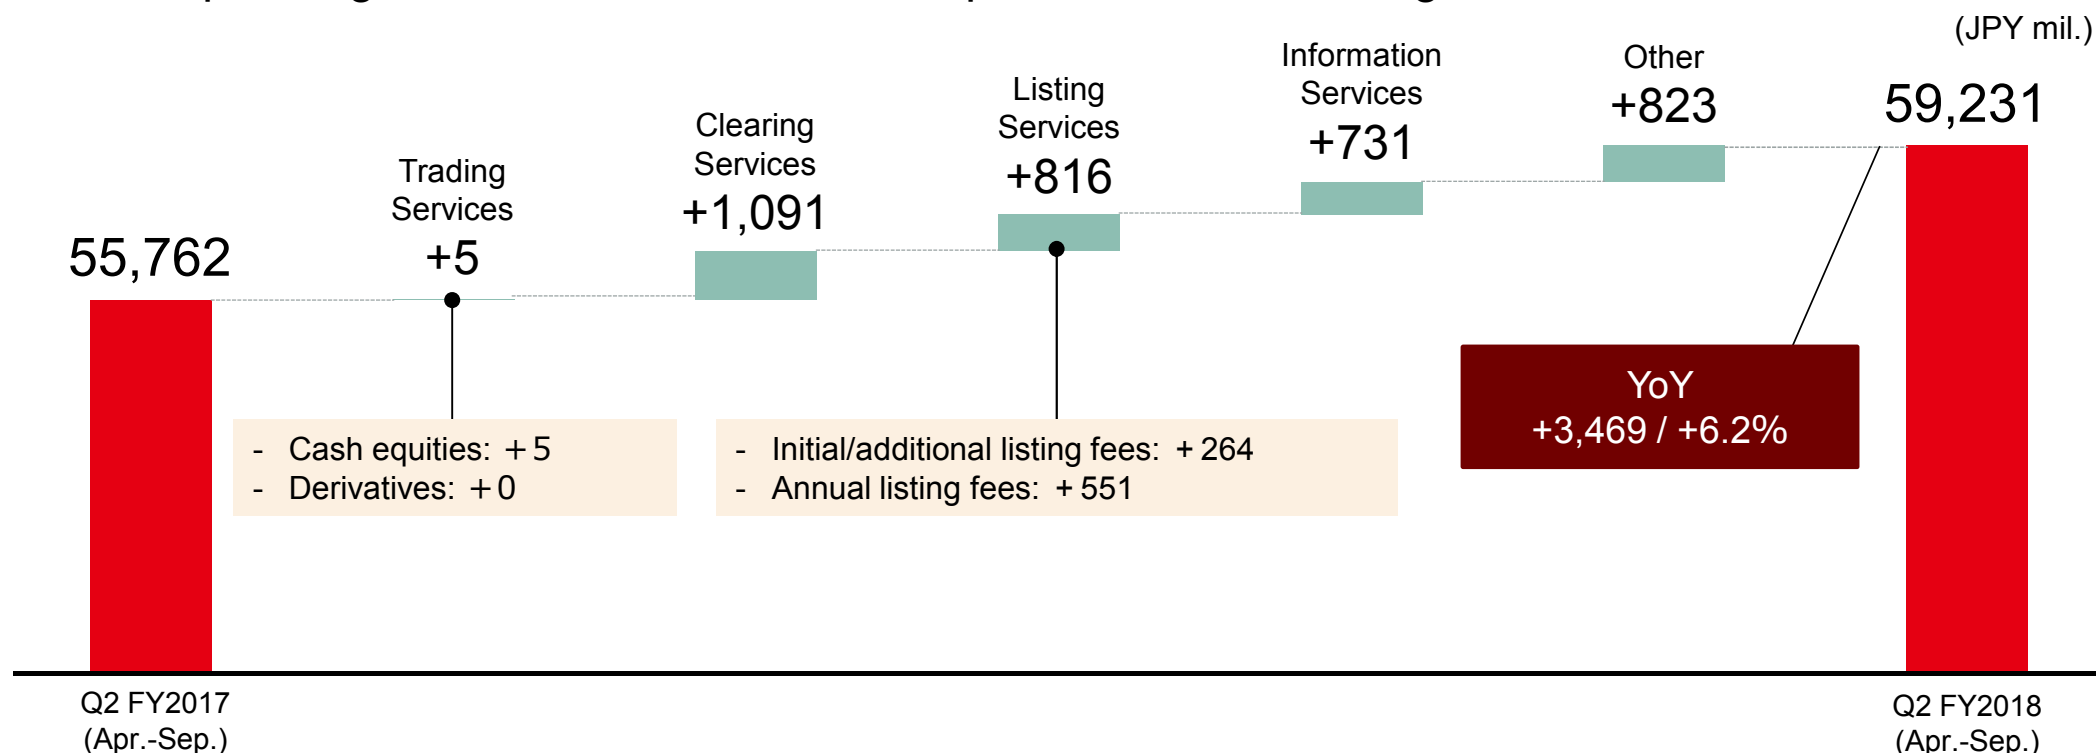 (JPY mil.)
55,762
Trading
Services
+5
Clearing
Services
+1,091
Listing
Services
+816
Information
Services
+731
Other
+823
59,231
- Cash equities: +5
- Derivatives: +0
- Initial/additional listing fees: +264
- Annual listing fees: +551
YoY
+3,469 / +6.2%
Q2 FY2017
(Apr.-Sep.)
Q2 FY2018
(Apr.-Sep.)